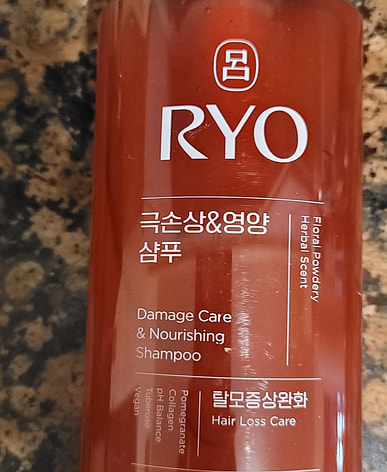 呂
RYO
극손상&영양
샴푸
Floral Powdery
Herbal Scent
Damage Care
& Nourishing
Shampoo
Pomegranate
Collagen
pH Balance
Tuberose
Vegan
탈모증상완화
Hair Loss Care